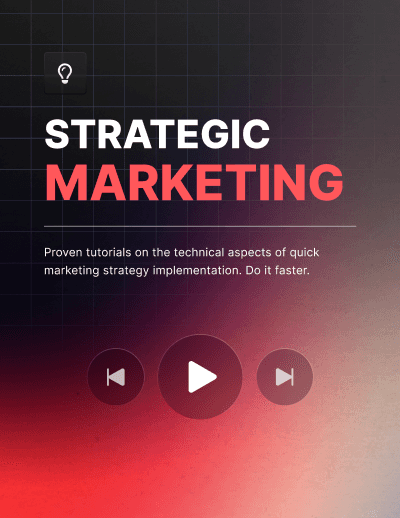 STRATEGIC
MARKETING
Proven tutorials on the technical aspects of quick
marketing strategy implementation. Do it faster.